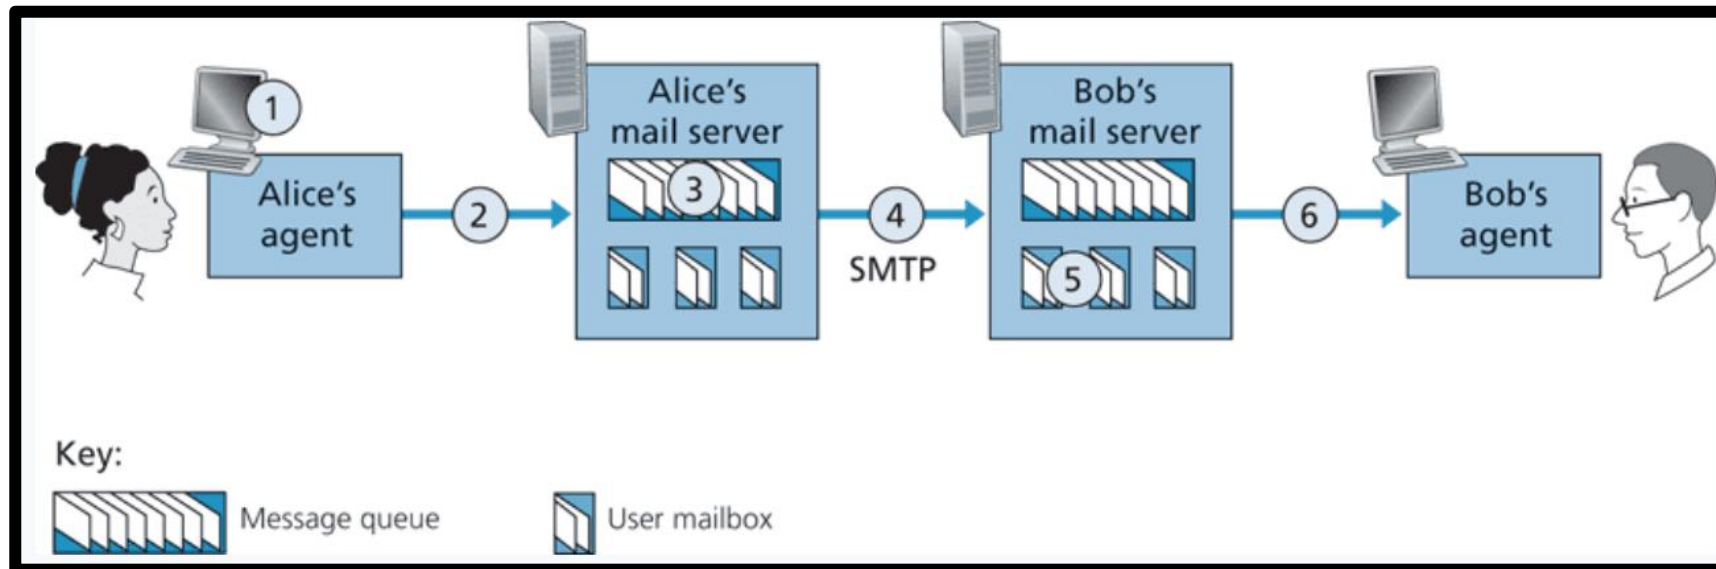 1
Alice's
agent
2
Alice's
mail server
3
4
SMTP
Bob's
mail server
5
6
Bob's
agent
Key:
Message queue
User mailbox